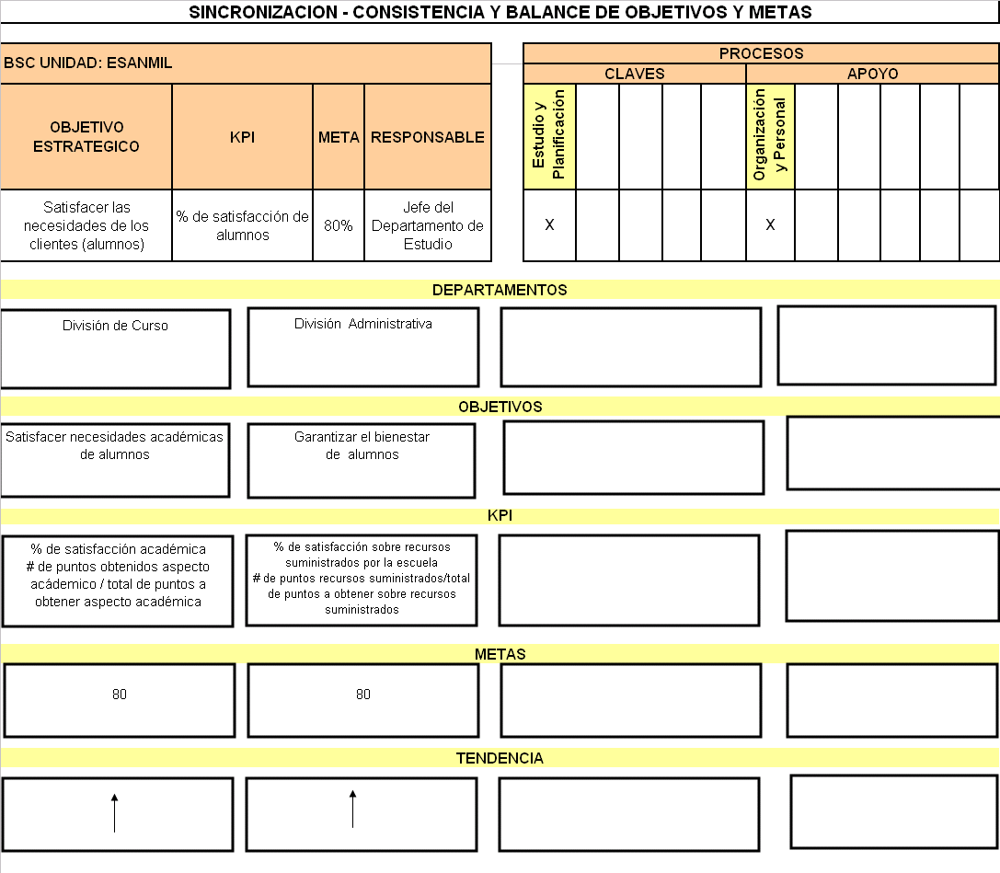 SINCRONIZACION - CONSISTENCIA Y BALANCE DE OBJETIVOS Y METAS
BSC UNIDAD: ESANMIL
OBJETIVO
ESTRATEGICO
KPI
META
RESPONSABLE
Satisfacer las
necesidades de los
clientes (alumnos)
% de satisfacción de
alumnos
80%
Jefe del
Departamento de
Estudio
PROCESOS
CLAVES
APOYO
Estudio y
Planificación
Organización
y Personal
X
X
DEPARTAMENTOS
División de Curso
División Administrativa
OBJETIVOS
Satisfacer necesidades académicas
de alumnos
Garantizar el bienestar
de alumnos
KPI
% de satisfacción académica
# de puntos obtenidos aspecto
acádemico / total de puntos a
obtener aspecto académica
% de satisfacción sobre recursos
suministrados por la escuela
# de puntos recursos suministrados/total
de puntos a obtener sobre recursos
suministrados
METAS
80
80
TENDENCIA